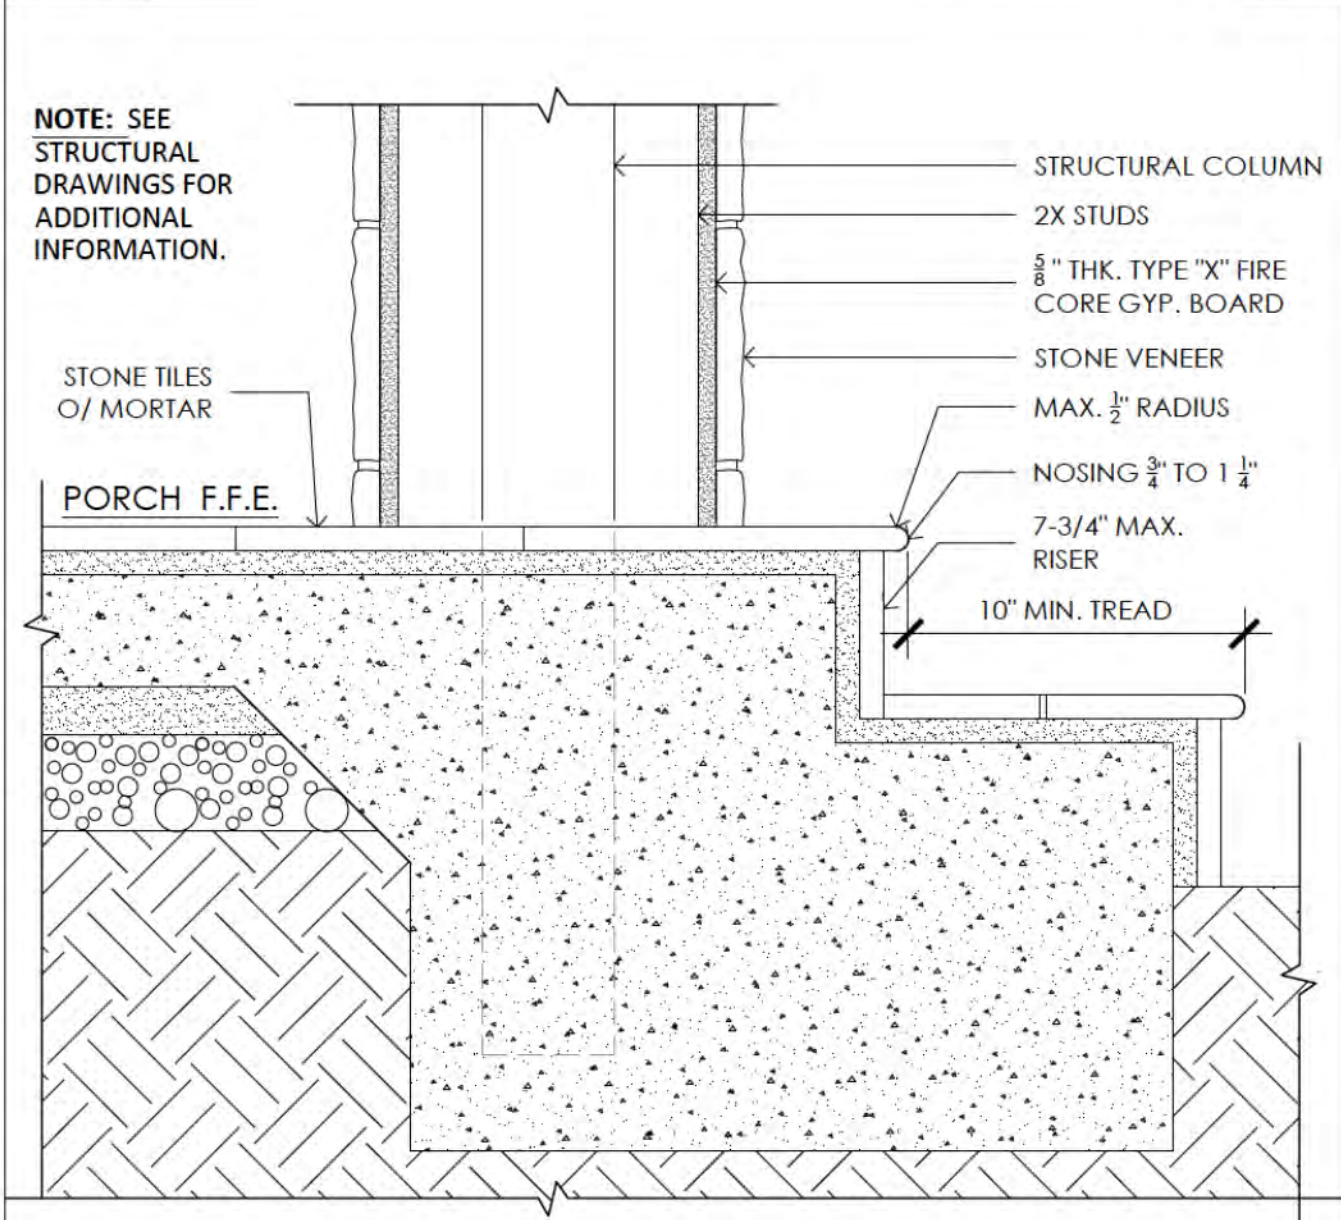 NOTE: SEE
STRUCTURAL
DRAWINGS FOR
ADDITIONAL
INFORMATION.
STONE TILES
O/ MORTAR
PORCH F.F.E.
STRUCTURAL COLUMN
2X STUDS
5/8" THK. TYPE "X" FIRE
CORE GYP. BOARD
STONE VENEER
MAX. 1/2" RADIUS
NOSING 3/4" TO 1 1/4"
7-3/4" MAX.
RISER
10" MIN. TREAD